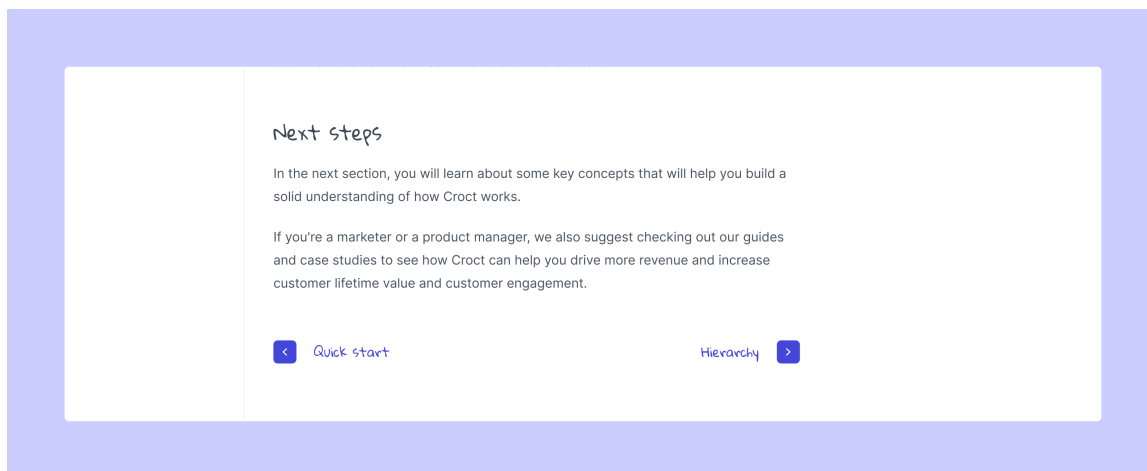 Next steps
In the next section, you will learn about some key concepts that will help you build a
solid understanding of how Croct works.
If you're a marketer or a product manager, we also suggest checking out our guides
and case studies to see how Croct can help you drive more revenue and increase
customer lifetime value and customer engagement.
Quick start
Hierarchy